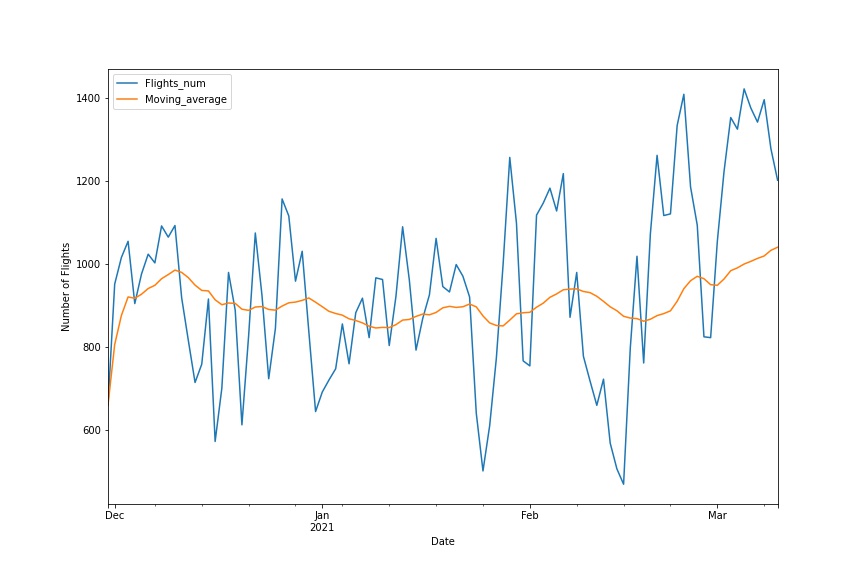 Flights_num
Moving_average
1400
1200
1000
800
600
Number of Flights
Dec
Jan
2021
Feb
Mar
Date